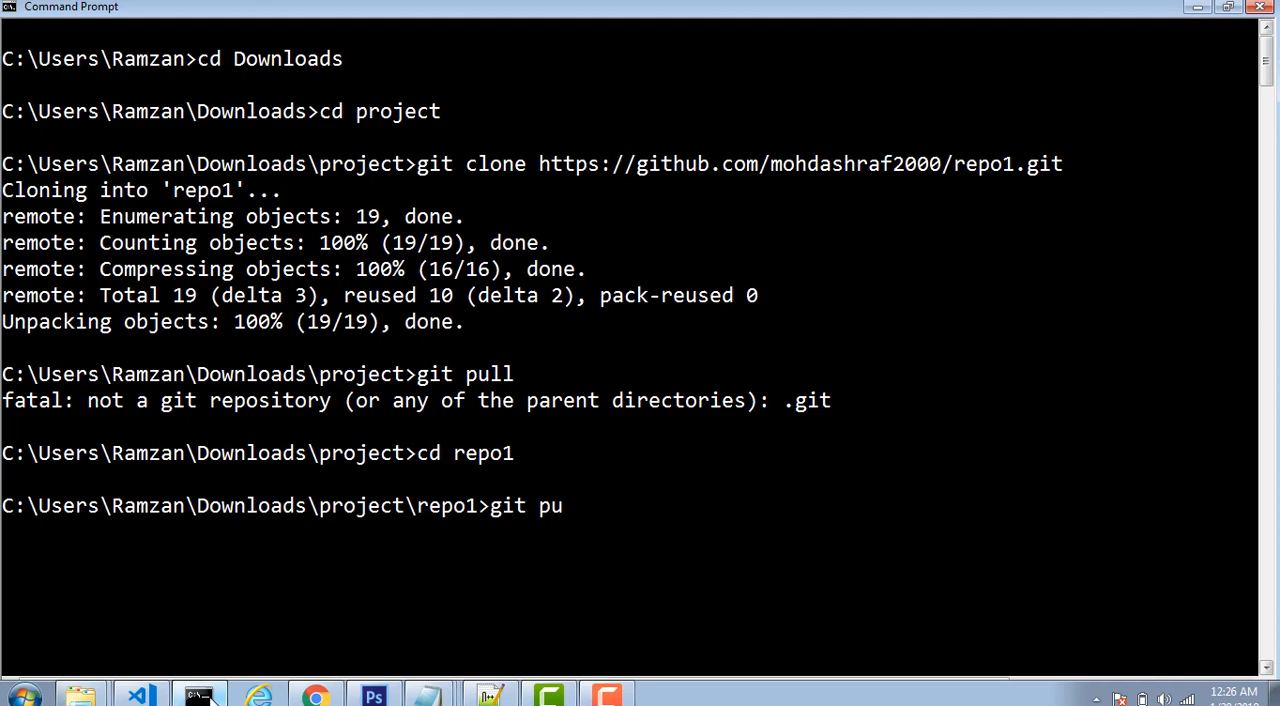 Command Prompt
C:\Users\Ramzan>cd Downloads
C:\Users\Ramzan\Downloads>cd project
C:\Users\Ramzan\Downloads\project>git clone https://github.com/mohdashraf2000/repo1.git
Cloning into 'repo1'...
remote: Enumerating objects: 19, done.
remote: Counting objects: 100% (19/19), done.
remote: Compressing objects: 100% (16/16), done.
remote: Total 19 (delta 3), reused 10 (delta 2), pack-reused 0
Unpacking objects: 100% (19/19), done.
C:\Users\Ramzan\Downloads\project>git pull
fatal: not a git repository (or any of the parent directories): .git
C:\Users\Ramzan\Downloads\project>cd repo1
C:\Users\Ramzan\Downloads\project\repo1>git pu
Ps
12:26 AM